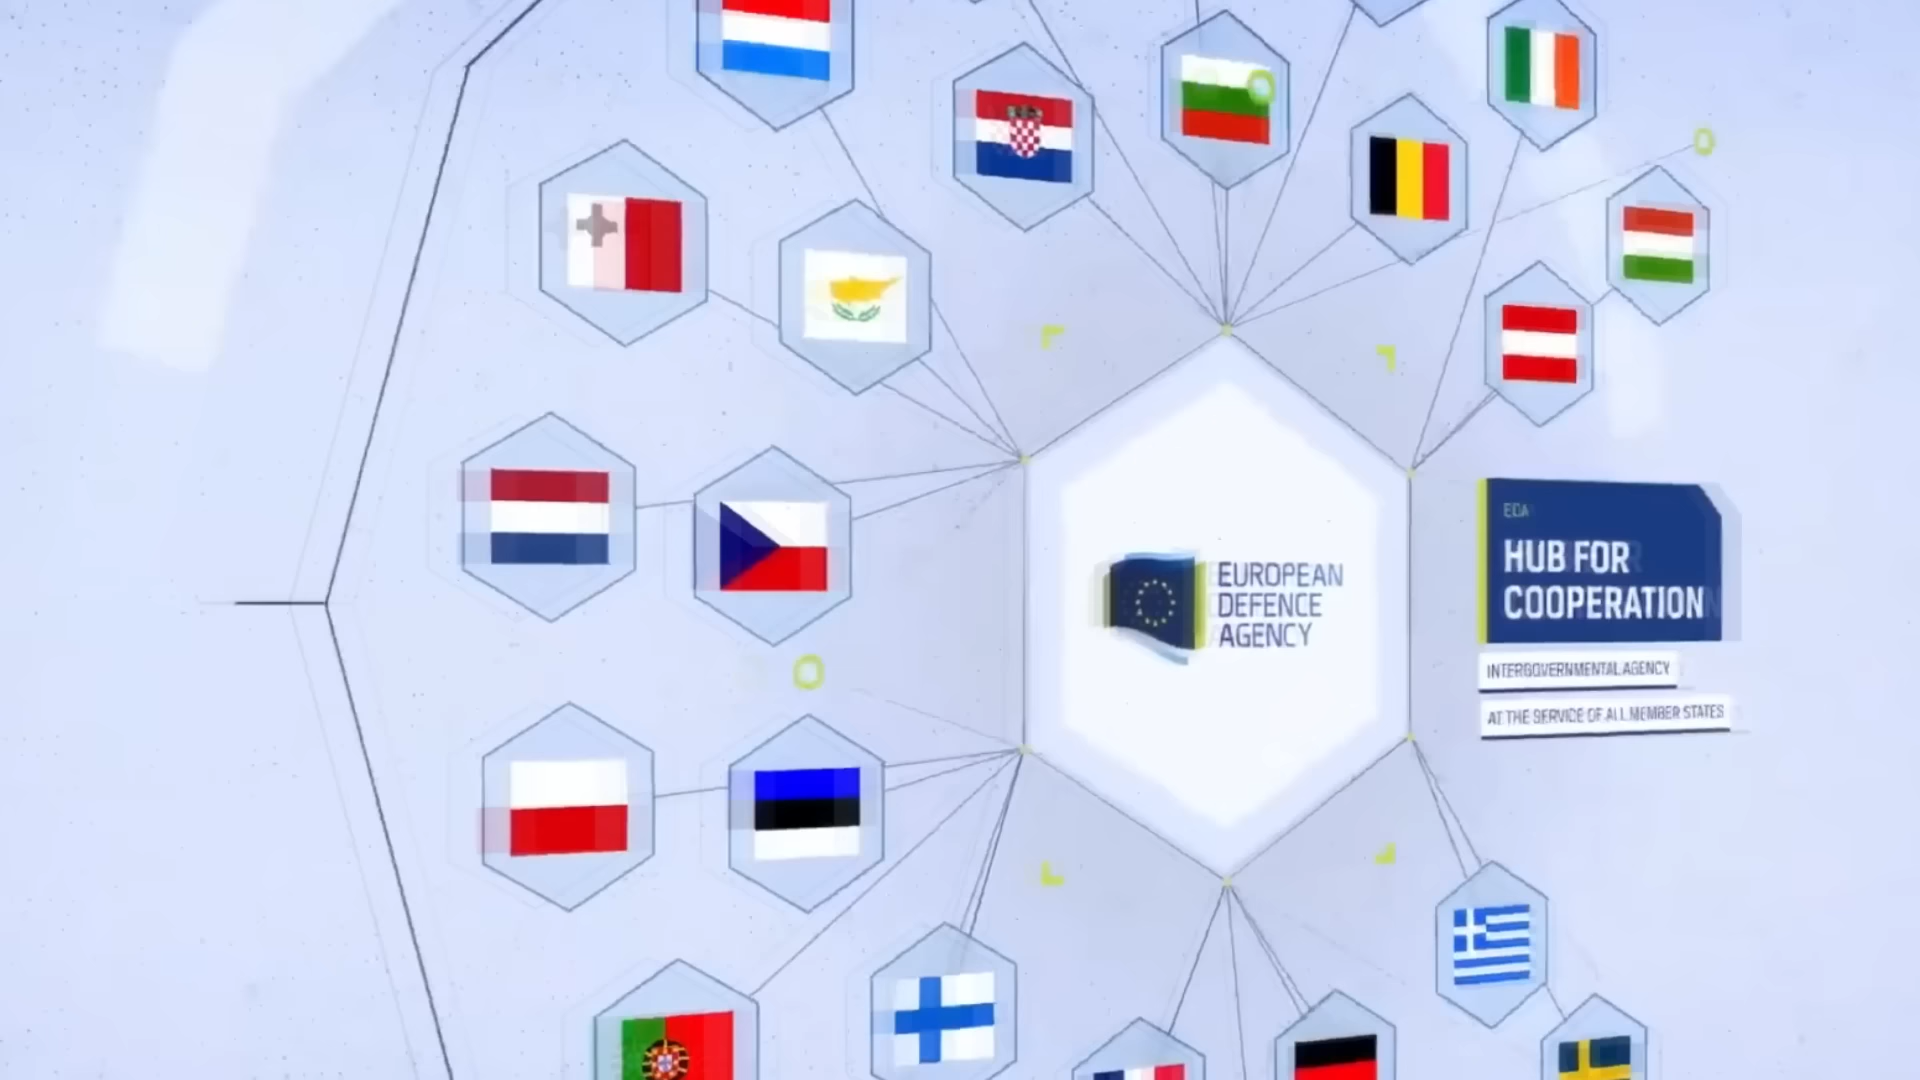 EUROPEAN
DEFENCE
AGENCY
EDA
HUB FOR
COOPERATION
INTERGOVERNMENTAL AGENCY
AT THE SERVICE OF ALL MEMBER STATES